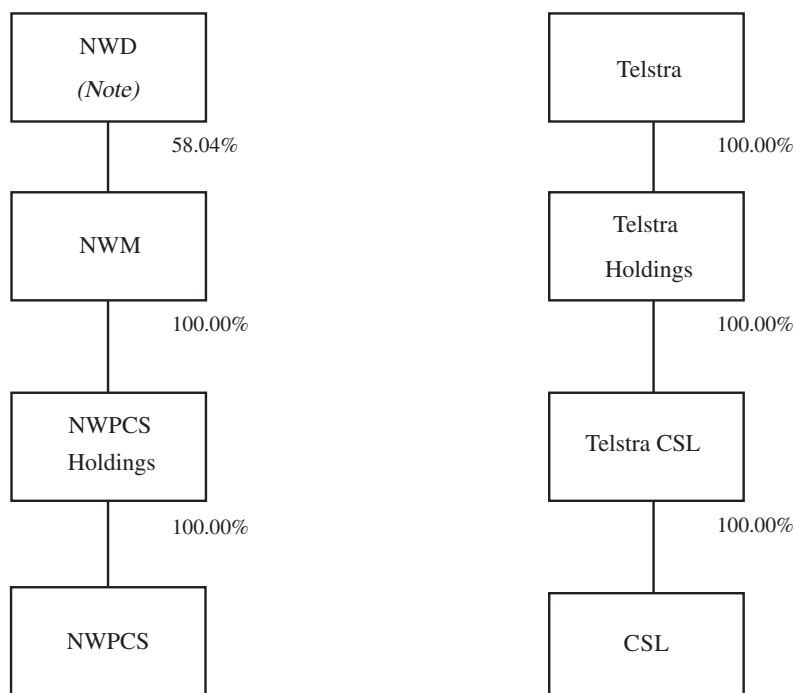 NWD
(Note)
58.04%
NWM
100.00%
NWPCS
Holdings
100.00%
NWPCS
Telstra
100.00%
Telstra
Holdings
100.00%
Telstra CSL
100.00%
CSL